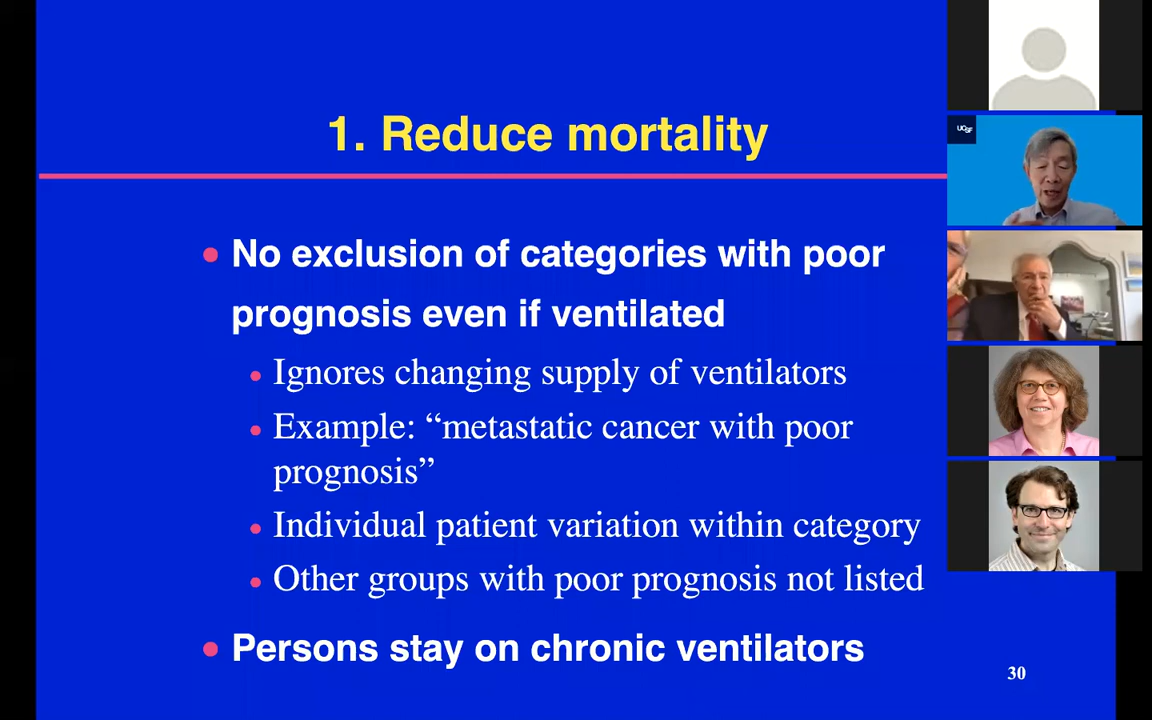 UCSF
1. Reduce mortality
No exclusion of categories with poor
prognosis even if ventilated
Ignores changing supply of ventilators
Example: “metastatic cancer with poor
prognosis”
Individual patient variation within category
Other groups with poor prognosis not listed
Persons stay on chronic ventilators
30